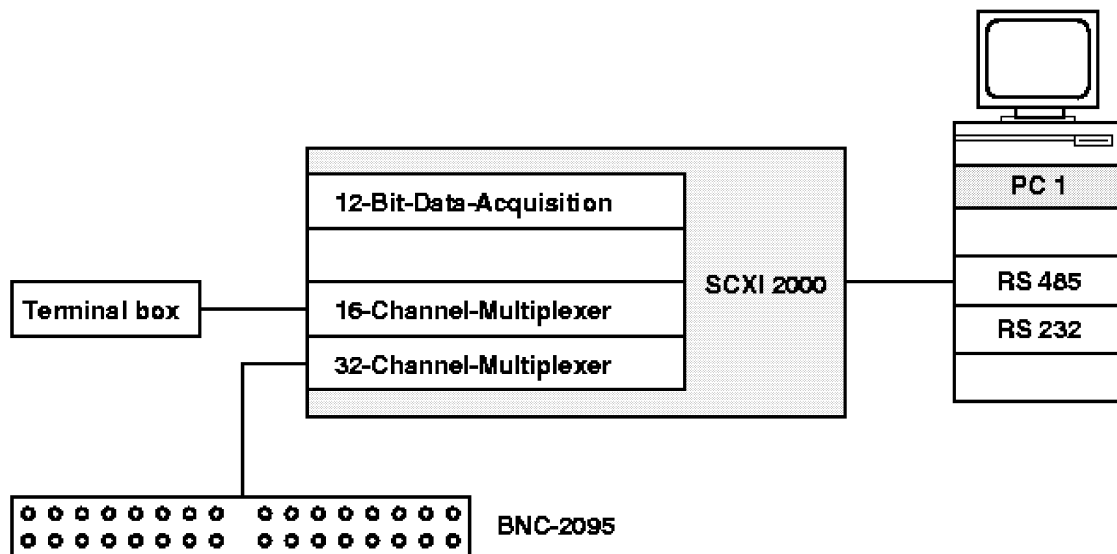 PC 1
12-Bit-Data-Acquisition
SCXI 2000
RS 485
Terminal box
16-Channel-Multiplexer
RS 232
32-Channel-Multiplexer
BNC-2095